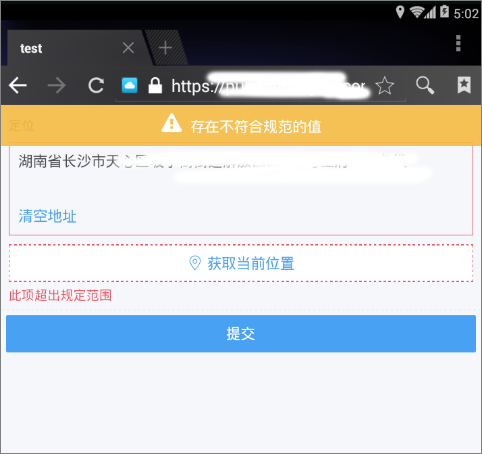 5:02
test
https://
定位
存在不符合规范的值
湖南省长沙市天心区
清空地址
获取当前位置
此项超出规定范围
提交